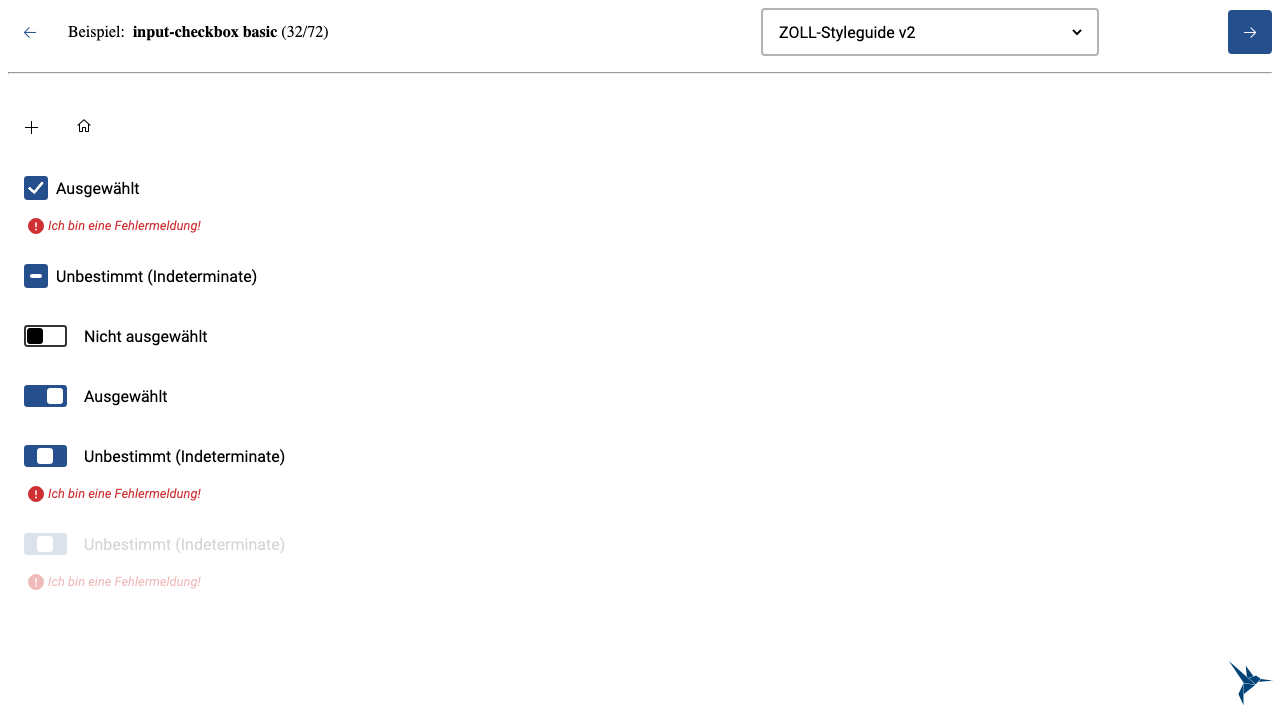 Beispiel: input-checkbox basic (32/72)
ZOLL-Styleguide v2
Ausgewählt
Ich bin eine Fehlermeldung!
Unbestimmt (Indeterminate)
Nicht ausgewählt
Ausgewählt
Unbestimmt (Indeterminate)
Ich bin eine Fehlermeldung!
Unbestimmt (Indeterminate)
Ich bin eine Fehlermeldung!